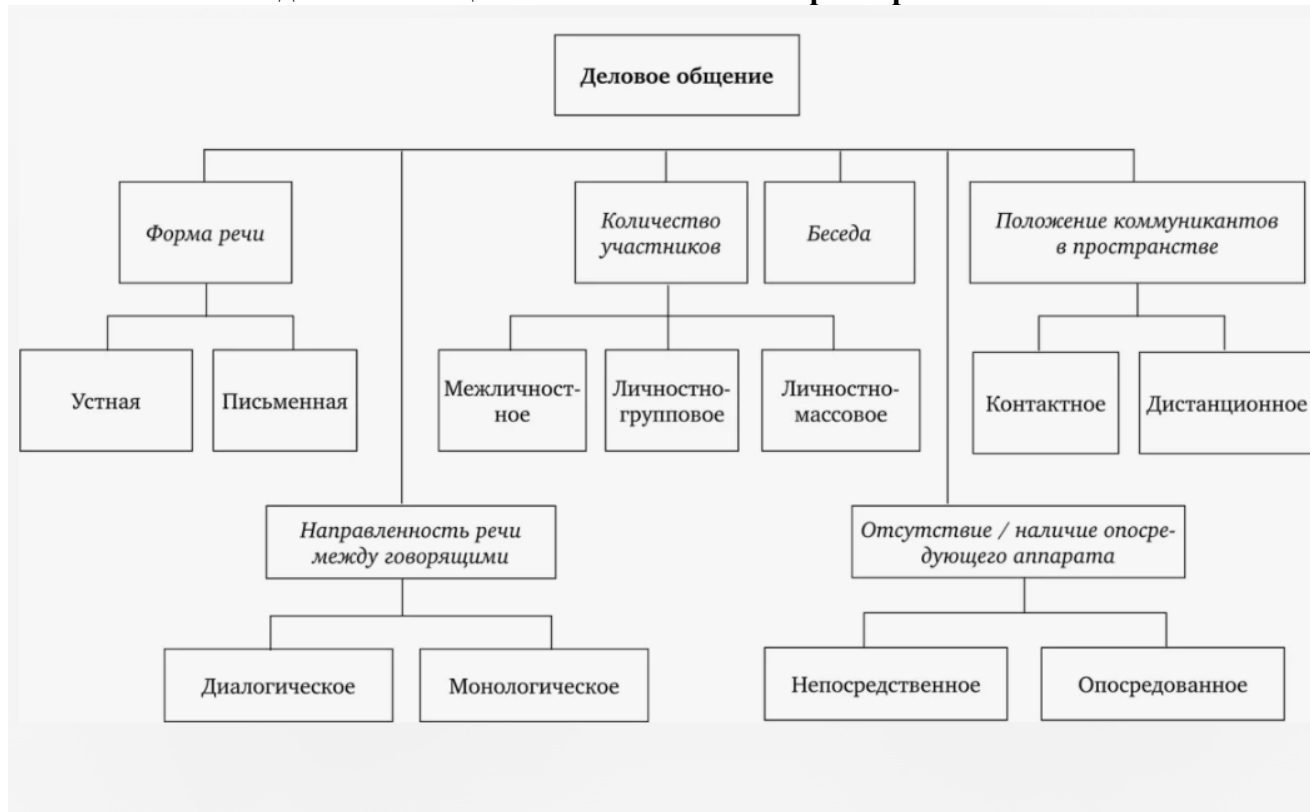 Деловое общение
Форма речи
Количество
участников
Беседа
Положение коммуникантов
в пространстве
Устная
Письменная
Межличност-
ное
Личностно-
групповое
Личностно-
массовое
Контактное
Дистанционное
Направленность речи
между говорящими
Отсутствие / наличие опосре-
дующего аппарата
Диалогическое
Монологическое
Непосредственное
Опосредованное